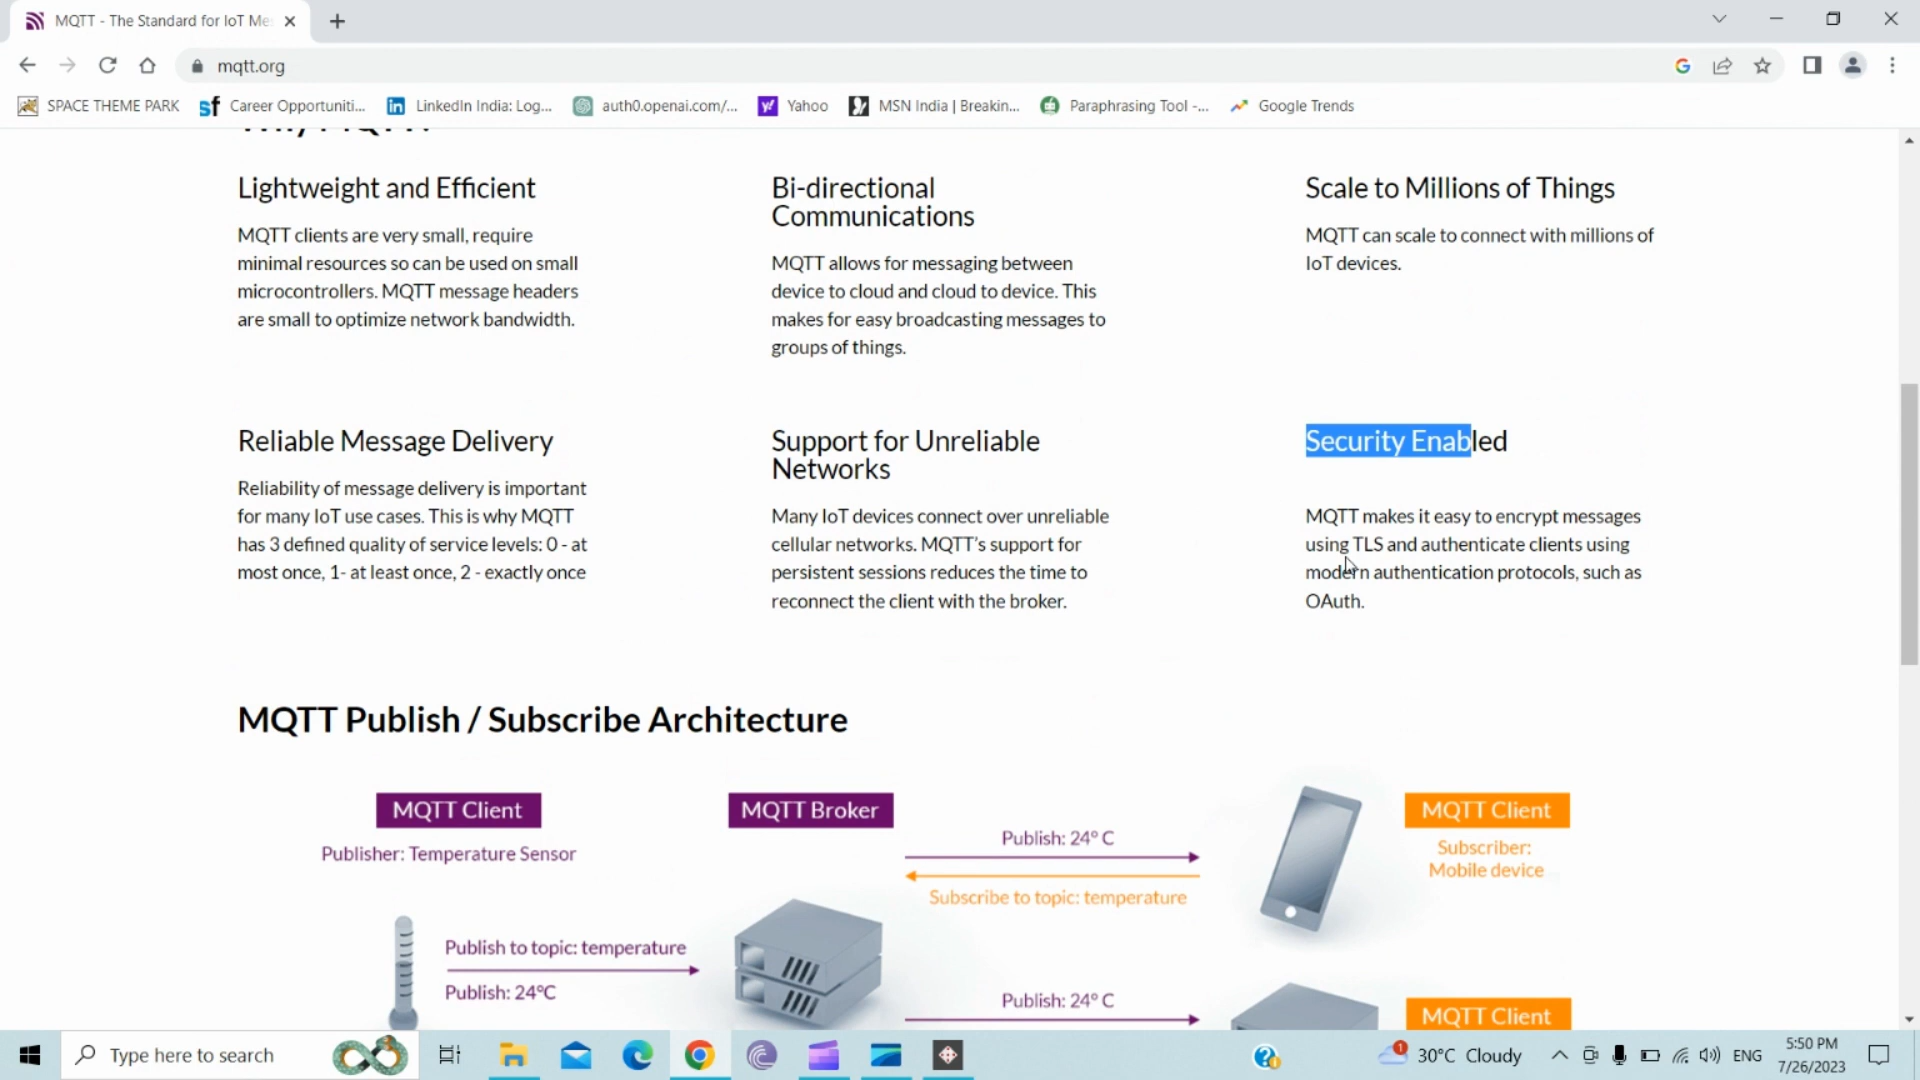 MQTT - The Standard for IoT Mes
mqtt.org
SPACE THEME PARK
Career Opportuniti...
LinkedIn India: Log...
auth0.openai.com/...
Yahoo
MSN India | Breakin...
Paraphrasing Tool -...
Google Trends
Why MQTT?
Lightweight and Efficient
MQTT clients are very small, require
minimal resources so can be used on small
microcontrollers. MQTT message headers
are small to optimize network bandwidth.
Bi-directional
Communications
MQTT allows for messaging between
device to cloud and cloud to device. This
makes for easy broadcasting messages to
groups of things.
Scale to Millions of Things
MQTT can scale to connect with millions of
IoT devices.
Reliable Message Delivery
Reliability of message delivery is important
for many IoT use cases. This is why MQTT
has 3 defined quality of service levels: 0 - at
most once, 1- at least once, 2 - exactly once
Support for Unreliable
Networks
Many IoT devices connect over unreliable
cellular networks. MQTT's support for
persistent sessions reduces the time to
reconnect the client with the broker.
Security Enabled
MQTT makes it easy to encrypt messages
using TLS and authenticate clients using
modern authentication protocols, such as
OAuth.
MQTT Publish / Subscribe Architecture
MQTT Client
Publisher: Temperature Sensor
Publish to topic: temperature
Publish: 24°C
MQTT Broker
Publish: 24° C
Subscribe to topic: temperature
MQTT Client
Subscriber:
Mobile device
Publish: 24° C
MQTT Client
Type here to search
1
30°C Cloudy
ENG
5:50 PM
7/26/2023